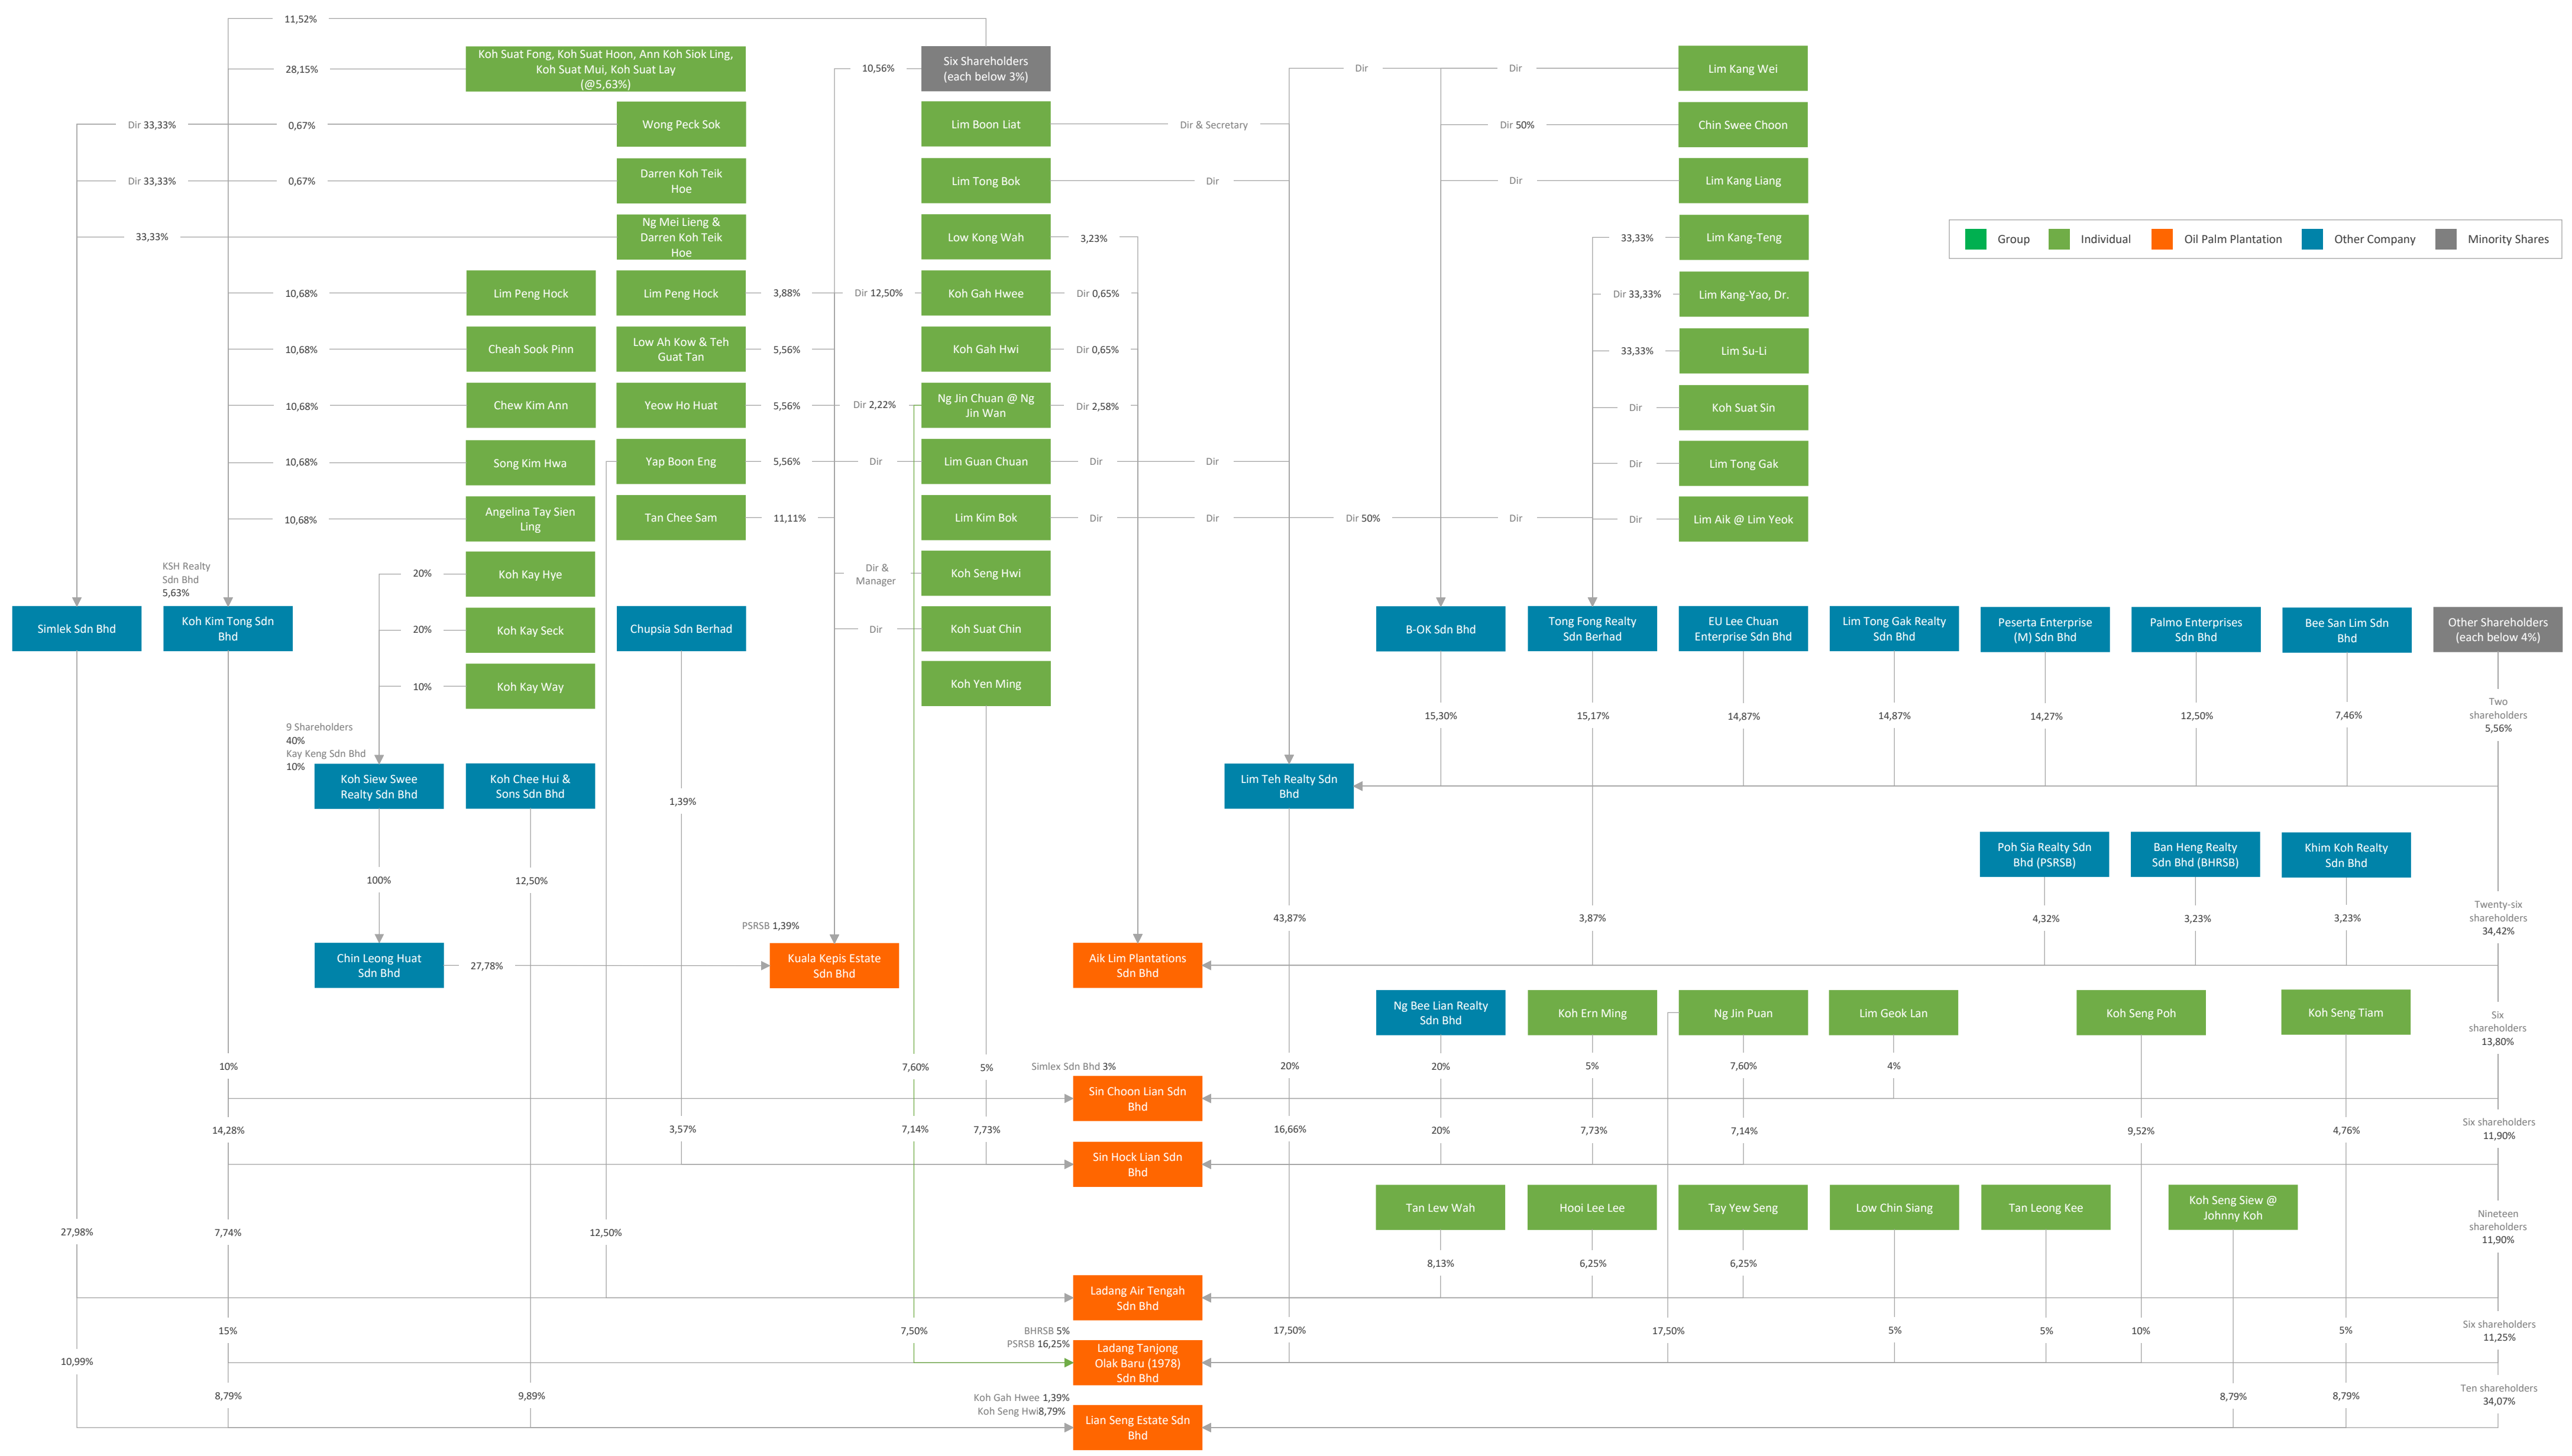 11,52%
Koh Suat Fong, Koh Suat Hoon, Ann Koh Siok Ling,
Koh Suat Mui, Koh Suat Lay
(@5,63%)
28,15%
Six Shareholders
(each below 3%)
10,56%
Dir
Dir
Lim Kang Wei
Dir 33,33%
0,67%
Wong Peck Sok
Lim Boon Liat
Dir & Secretary
Dir 50%
Chin Swee Choon
Dir 33,33%
0,67%
Darren Koh Teik
Hoe
Lim Tong Bok
Dir
Dir
Lim Kang Liang
33,33%
Ng Mei Lieng &
Darren Koh Teik
Hoe
Low Kong Wah
3,23%
33,33%
Lim Kang-Teng
Group
Individual
Oil Palm Plantation
Other Company
Minority Shares
10,68%
Lim Peng Hock
Lim Peng Hock
3,88%
Dir 12,50%
Koh Gah Hwee
Dir 0,65%
Dir 33,33%
Lim Kang-Yao, Dr.
10,68%
Cheah Sook Pinn
Low Ah Kow & Teh
Guat Tan
5,56%
Koh Gah Hwi
Dir 0,65%
33,33%
Lim Su-Li
10,68%
Chew Kim Ann
Yeow Ho Huat
5,56%
Dir 2,22%
Ng Jin Chuan @ Ng
Jin Wan
Dir 2,58%
Dir
Koh Suat Sin
10,68%
Song Kim Hwa
Yap Boon Eng
5,56%
Dir
Lim Guan Chuan
Dir
Dir
Dir
Lim Tong Gak
10,68%
Angelina Tay Sien
Ling
Tan Chee Sam
11,11%
Lim Kim Bok
Dir
Dir
Dir 50%
Dir
Dir
Lim Aik @ Lim Yeok
KSH Realty
Sdn Bhd
5,63%
20%
Koh Kay Hye
Dir &
Manager
Koh Seng Hwi
Simlek Sdn Bhd
Koh Kim Tong Sdn
Bhd
20%
Koh Kay Seck
Chupsia Sdn Berhad
Dir
Koh Suat Chin
B-OK Sdn Bhd
Tong Fong Realty
Sdn Berhad
EU Lee Chuan
Enterprise Sdn Bhd
Lim Tong Gak Realty
Sdn Bhd
Peserta Enterprise
(M) Sdn Bhd
Palmo Enterprises
Sdn Bhd
Bee San Lim Sdn
Bhd
Other Shareholders
(each below 4%)
10%
Koh Kay Way
Koh Yen Ming
15,30%
15,17%
14,87%
14,87%
14,27%
12,50%
7,46%
Two
shareholders
5,56%
9 Shareholders
40%
Kay Keng Sdn Bhd
10%
Koh Siew Swee
Realty Sdn Bhd
Koh Chee Hui &
Sons Sdn Bhd
1,39%
Lim Teh Realty Sdn
Bhd
Poh Sia Realty Sdn
Bhd (PSRSB)
Ban Heng Realty
Sdn Bhd (BHRSB)
Khim Koh Realty
Sdn Bhd
100%
12,50%
PSRSB 1,39%
43,87%
3,87%
4,32%
3,23%
3,23%
Twenty-six
shareholders
34,42%
Chin Leong Huat
Sdn Bhd
27,78%
Kuala Kepis Estate
Sdn Bhd
Aik Lim Plantations
Sdn Bhd
Ng Bee Lian Realty
Sdn Bhd
Koh Ern Ming
Ng Jin Puan
Lim Geok Lan
Koh Seng Poh
Koh Seng Tiam
Six
shareholders
13,80%
10%
7,60%
5%
Simlex Sdn Bhd 3%
20%
20%
5%
7,60%
4%
Sin Choon Lian Sdn
Bhd
14,28%
3,57%
7,14%
7,73%
16,66%
20%
7,73%
7,14%
9,52%
4,76%
Six shareholders
11,90%
Sin Hock Lian Sdn
Bhd
Tan Lew Wah
Hooi Lee Lee
Tay Yew Seng
Low Chin Siang
Tan Leong Kee
Koh Seng Siew @
Johnny Koh
27,98%
7,74%
12,50%
8,13%
6,25%
6,25%
Nineteen
shareholders
11,90%
Ladang Air Tengah
Sdn Bhd
15%
7,50%
BHRSB 5%
PSRSB 16,25%
17,50%
17,50%
5%
5%
10%
5%
Six shareholders
11,25%
10,99%
Ladang Tanjong
Olak Baru (1978)
Sdn Bhd
8,79%
9,89%
Koh Gah Hwee 1,39%
Koh Seng Hwi8,79%
8,79%
8,79%
Ten shareholders
34,07%
Lian Seng Estate Sdn
Bhd